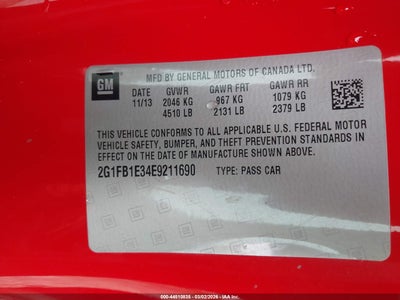 GM
MFD BY GENERAL MOTORS OF CANADA LTD.
11/13 GVWR GAWR FRT GAWR RR
2046 KG 967 KG 1079 KG
4510 LB 2131 LB 2379 LB
THIS VEHICLE CONFORMS TO ALL APPLICABLE U.S. FEDERAL MOTOR
VEHICLE SAFETY, BUMPER, AND THEFT PREVENTION STANDARDS IN
EFFECT ON THE DATE OF MANUFACTURE SHOWN ABOVE.
2G1FB1E34E9211690 TYPE: PASS CAR
000-44610835 - 03/02/2026 - IAA Inc.